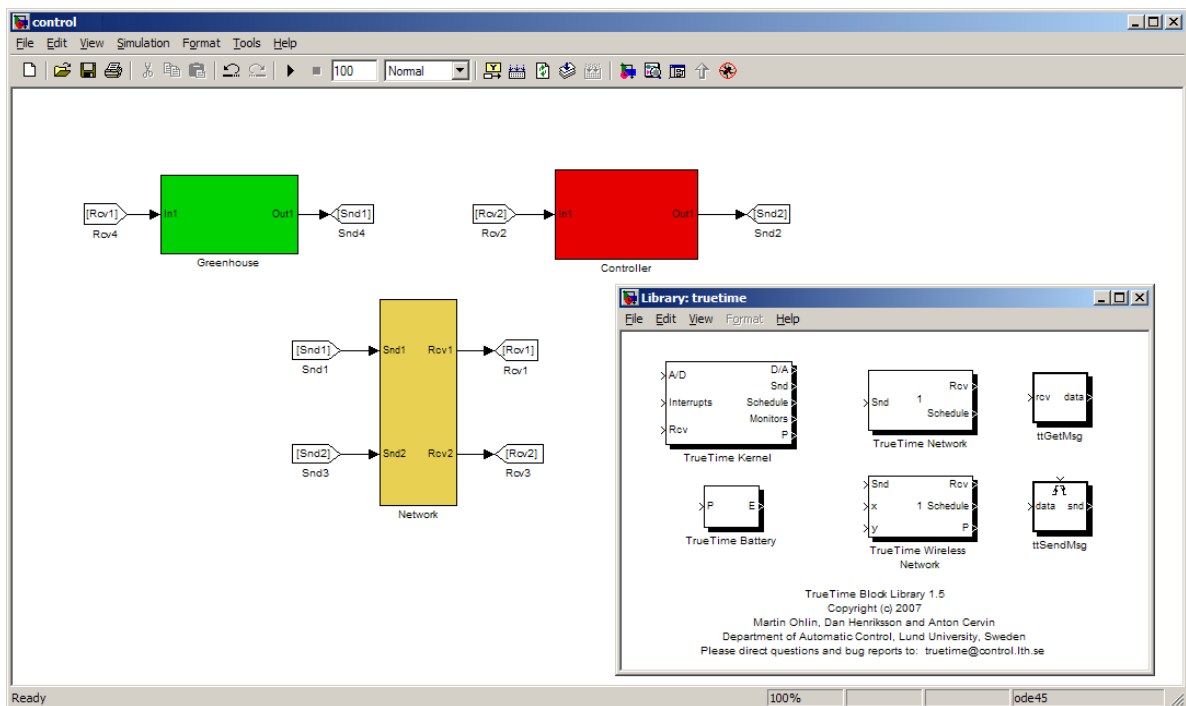 control
File Edit View Simulation Format Tools Help
100 Normal
[Rcv1] In1 Out1 [Snd1]
Rcv4 Snd4
Greenhouse
[Rcv2] In1 Out1 [Snd2]
Rcv2 Snd2
Controller
[Snd1] Snd1 Rcv1 [Rcv1]
Snd1 Rcv1
[Snd2] Snd2 Rcv2 [Rcv2]
Snd3 Rcv3
Network
Library: truetime
File Edit View Format Help
A/D D/A
Snd
Interrupts Schedule
Monitors
Rcv P
TrueTime Kernel
Snd 1 Rcv
Schedule
TrueTime Network
rcv data
ttGetMsg
P E
TrueTime Battery
Snd Rcv
x 1 Schedule
y P
TrueTime Wireless
Network
data snd
ttSendMsg
TrueTime Block Library 1.5
Copyright (c) 2007
Martin Ohlin, Dan Henriksson and Anton Cervin
Department of Automatic Control, Lund University, Sweden
Please direct questions and bug reports to: truetime@control.lth.se
Ready 100% ode45